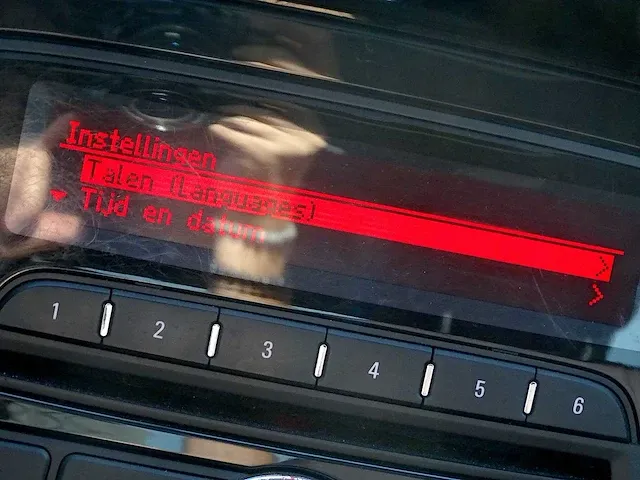 Instellingen
Talen (Languages)
Tijd en datum
1 2 3 4 5 6